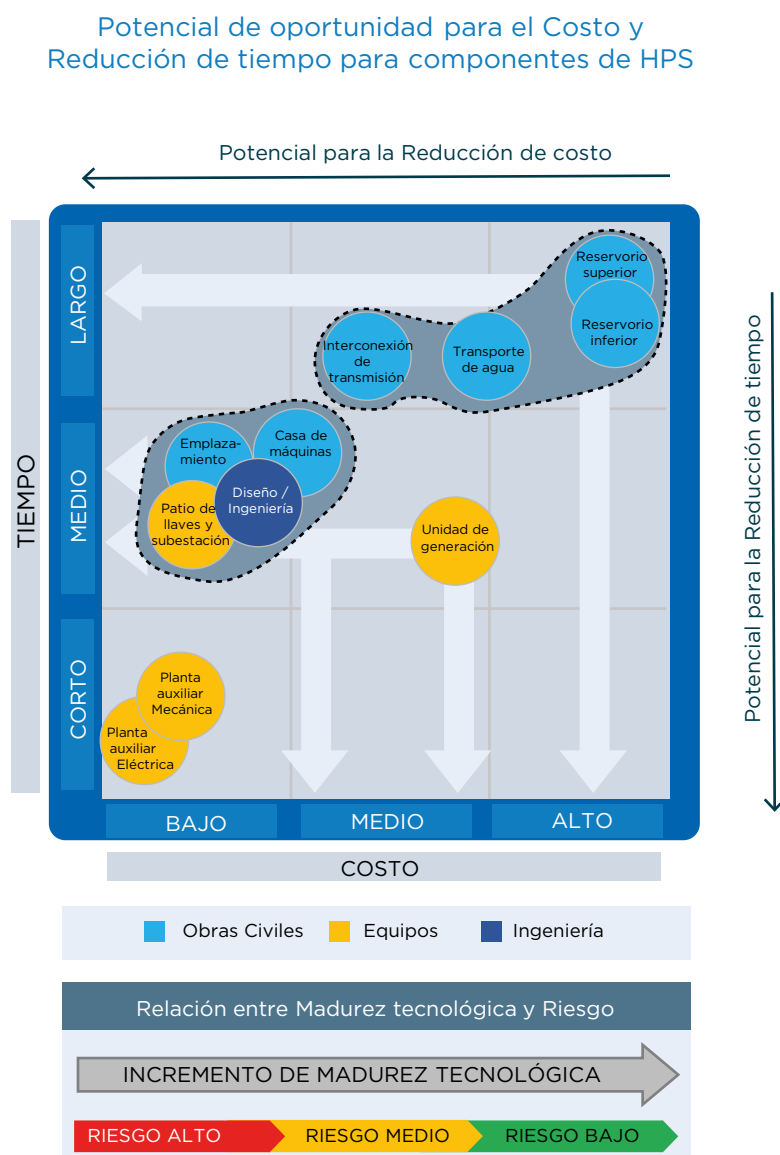 Potencial de oportunidad para el Costo y
Reducción de tiempo para componentes de HPS
Potencial para la Reducción de costo
TIEMPO
LARGO
MEDIO
CORTO
Reservorio
superior
Reservorio
inferior
Interconexión
de
transmisión
Transporte
de agua
Emplaza-
miento
Casa de
máquinas
Diseño /
Ingeniería
Patio de
llaves y
subestación
Unidad de
generación
Planta
auxiliar
Mecánica
Planta
auxiliar
Eléctrica
Potencial para la Reducción de tiempo
BAJO
MEDIO
ALTO
COSTO
Obras Civiles
Equipos
Ingeniería
Relación entre Madurez tecnológica y Riesgo
INCREMENTO DE MADUREZ TECNOLÓGICA
RIESGO ALTO
RIESGO MEDIO
RIESGO BAJO